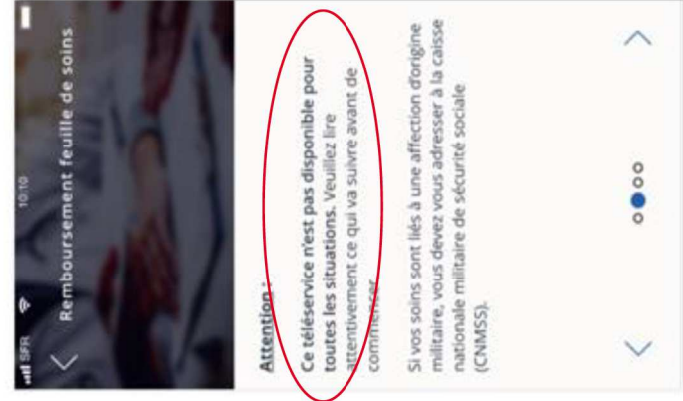 SFR 10:10
Remboursement feuille de soins
Attention :
Ce téléservice n'est pas disponible pour
toutes les situations. Veuillez lire
attentivement ce qui va suivre avant de
commencer.
Si vos soins sont liés à une affection d'origine
militaire, vous devez vous adresser à la caisse
nationale militaire de sécurité sociale
(CNMSS).